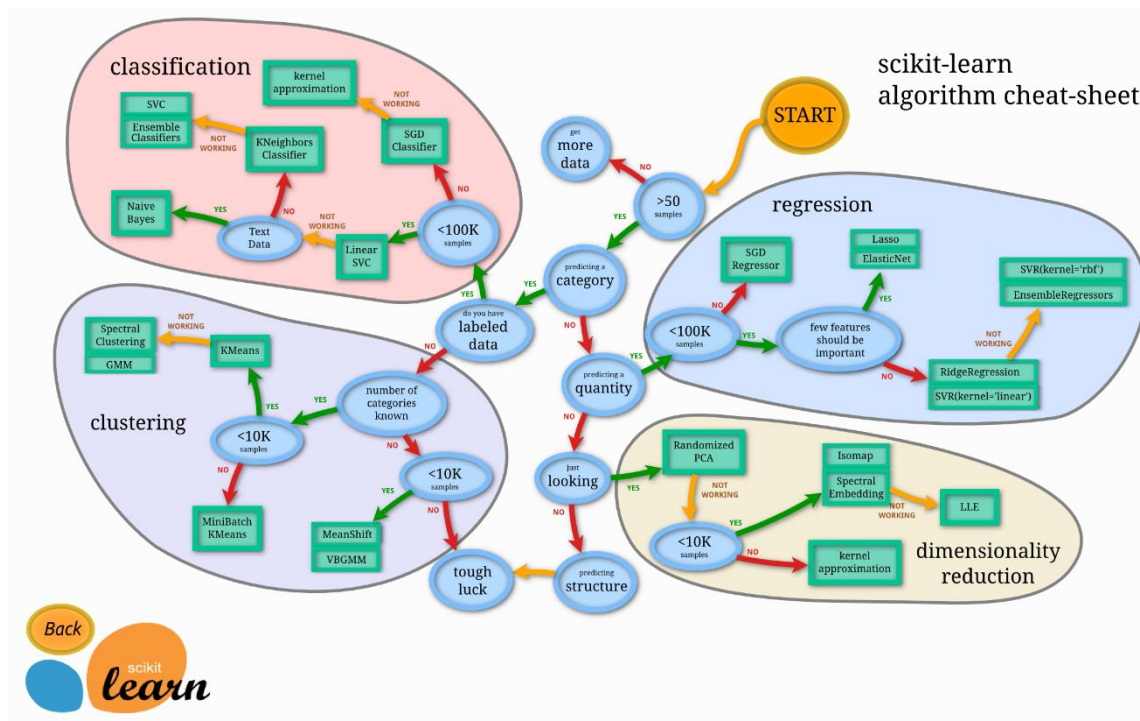 scikit-learn
algorithm cheat-sheet
START
classification
kernel
approximation
NOT
WORKING
SVC
Ensemble
Classifiers
NOT
WORKING
KNeighbors
Classifier
SGD
Classifier
NO
Naive
Bayes
YES
NO
Text
Data
NOT
WORKING
Linear
SVC
YES
<100K
samples
get
more
data
NO
>50
samples
YES
predicting a
category
YES
NO
YES
do you have
labeled
data
NO
predicting a
quantity
YES
NO
regression
SGD
Regressor
NO
<100K
samples
YES
Lasso
ElasticNet
YES
few features
should be
important
NO
SVR(kernel='rbf')
EnsembleRegressors
NOT
WORKING
RidgeRegression
SVR(kernel='linear')
clustering
Spectral
Clustering
GMM
NOT
WORKING
KMeans
YES
<10K
samples
YES
number of
categories
known
NO
NO
MiniBatch
KMeans
<10K
samples
YES
NO
MeanShift
VBGMM
tough
luck
just
looking
YES
NO
predicting
structure
Randomized
PCA
NOT
WORKING
<10K
samples
YES
NO
Isomap
Spectral
Embedding
NOT
WORKING
LLE
kernel
approximation
dimensionality
reduction
Back
scikit
learn